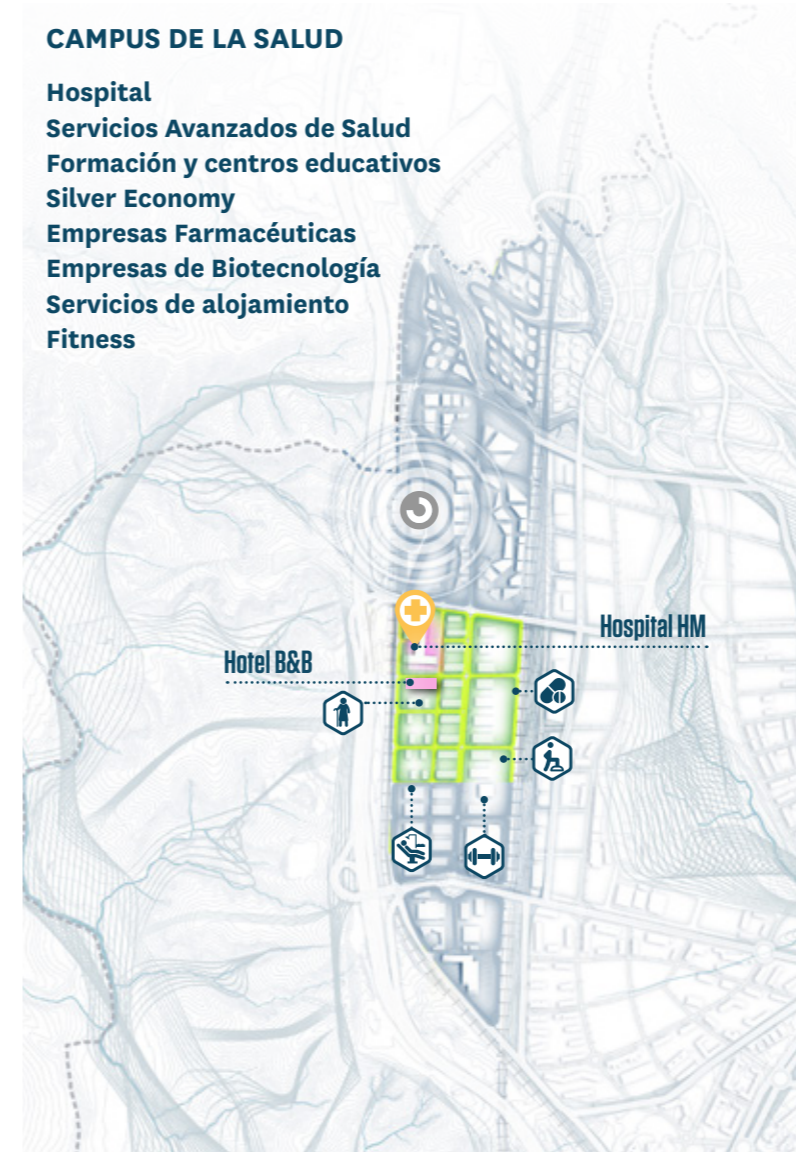 CAMPUS DE LA SALUD
Hospital
Servicios Avanzados de Salud
Formación y centros educativos
Silver Economy
Empresas Farmacéuticas
Empresas de Biotecnología
Servicios de alojamiento
Fitness
Hospital HM
Hotel B&B